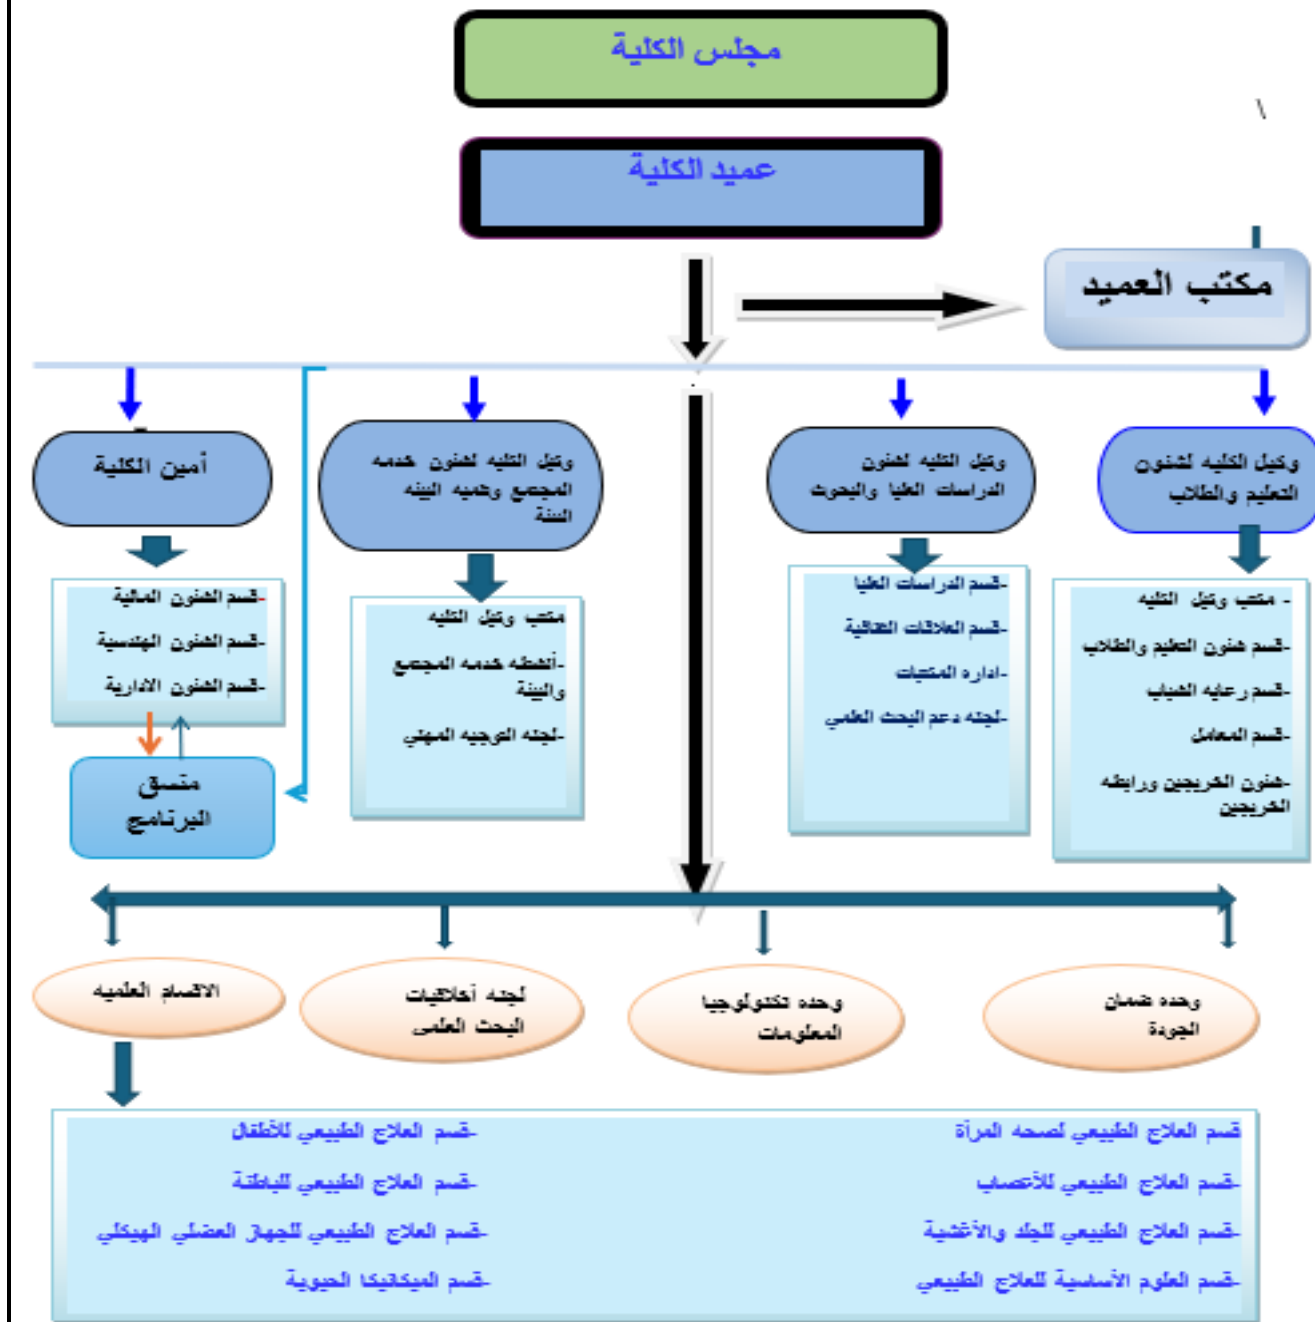 مجلس الكلية
\
عميد الكلية
مكتب العميد
وكيل الكليه لشئون
التعليم والطلاب
وكيل الكليه لشئون
الدراسات العليا والبحوث
وكيل الكليه لشئون خدمه
المجتمع وتنميه البيئه
البيئة
أمين الكلية
- مكتب وكيل الكليه
-قسم شئون التعليم والطلاب
-قسم رعايه الشباب
-قسم المعامل
-شئون الخريجين ورابطه
الخريجين
-قسم الدراسات العليا
-قسم العلاقات الثقافية
-اداره المكتبات
-لجنه دعم البحث العلمي
مكتب وكيل الكليه
-أنشطه خدمه المجتمع
والبيئة
-لجنه التوجيه المهني
-قسم الشئون المالية
-قسم الشئون الهندسية
-قسم الشئون الادارية
منسق
البرنامج
وحده ضمان
الجودة
وحده تكنولوجيا
المعلومات
لجنه أخلاقيات
البحث العلمى
الاقسام العلميه
قسم العلاج الطبيعي لصحه المرأة
-قسم العلاج الطبيعي للأعصاب
-قسم العلاج الطبيعي للجلد والأغشية
-قسم العلوم الأساسية للعلاج الطبيعي
-قسم العلاج الطبيعي للأطفال
-قسم العلاج الطبيعي للباطنة
-قسم العلاج الطبيعي للجهاز العضلي الهيكلي
-قسم الميكانيكا الحيوية